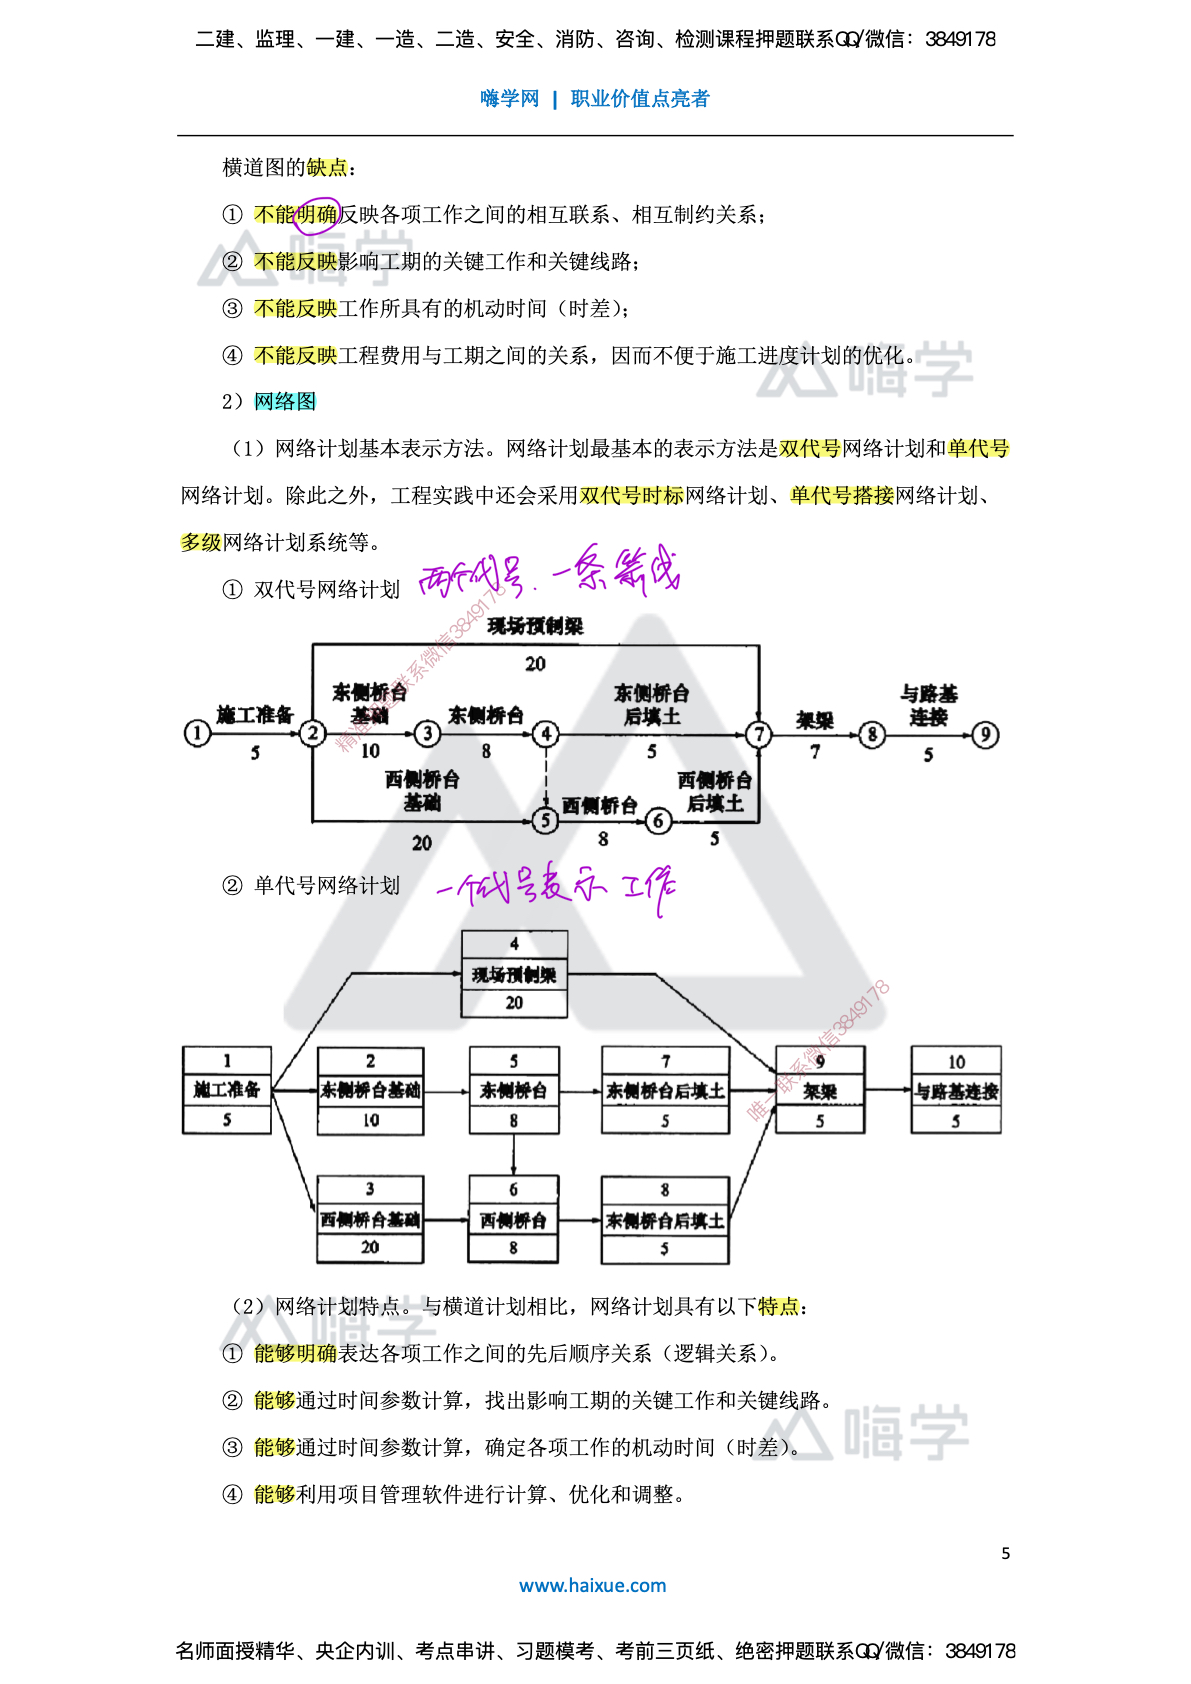 二建、监理、一建、一造、二造、安全、消防、咨询、检测课程押题联系QQ/微信：3849178
嗨学网 | 职业价值点亮者
横道图的缺点：
① 不能明确反映各项工作之间的相互联系、相互制约关系；
② 不能反映影响工期的关键工作和关键线路；
③ 不能反映工作所具有的机动时间（时差）；
④ 不能反映工程费用与工期之间的关系，因而不便于施工进度计划的优化。
嗨学
嗨学
2）网络图
（1）网络计划基本表示方法。网络计划最基本的表示方法是双代号网络计划和单代号
网络计划。除此之外，工程实践中还会采用双代号时标网络计划、单代号搭接网络计划、
多级网络计划系统等。
① 双代号网络计划 两个代号、一条箭线
现场预制梁
20
东侧桥台 东侧桥台 与路基
施工准备 基础 东侧桥台 后填土 架梁 连接
1 2 3 4 7 8 9
5 10 8 5 7 5
西侧桥台 西侧桥台
基础 西侧桥台 后填土
5 6
20 8 5
联系微信3849178
② 单代号网络计划 一个代号表示工作
4
现场预制梁
20
唯一联系微信3849178
1 2 5 7 9 10
施工准备 东侧桥台基础 东侧桥台 东侧桥台后填土 架梁 与路基连接
5 10 8 5 5 5
3 6 8
西侧桥台基础 西侧桥台 东侧桥台后填土
20 8 5
（2）网络计划特点。与横道计划相比，网络计划具有以下特点：
① 能够明确表达各项工作之间的先后顺序关系（逻辑关系）。
② 能够通过时间参数计算，找出影响工期的关键工作和关键线路。
③ 能够通过时间参数计算，确定各项工作的机动时间（时差）。
④ 能够利用项目管理软件进行计算、优化和调整。
嗨学
嗨学
5
www.haixue.com
名师面授精华、央企内训、考点串讲、习题模考、考前三页纸、绝密押题联系QQ/微信：3849178